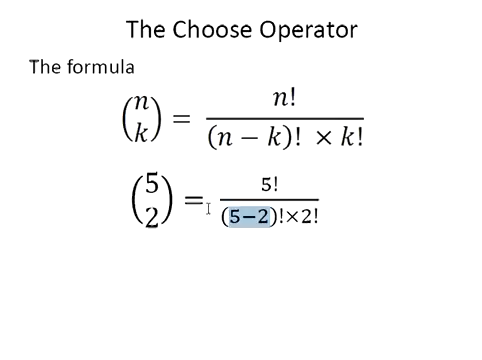 The Choose Operator
The formula
(n k) = n! / (n − k)! × k!
(5 2) = 5! / (5−2)!×2!